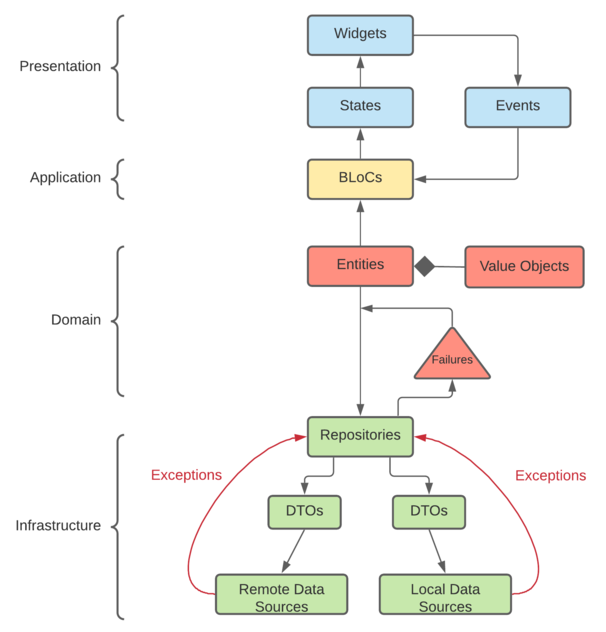 Presentation
Widgets
States
Events
Application
BLoCs
Domain
Entities
Value Objects
Failures
Infrastructure
Repositories
Exceptions
Exceptions
DTOs
DTOs
Remote Data
Sources
Local Data
Sources